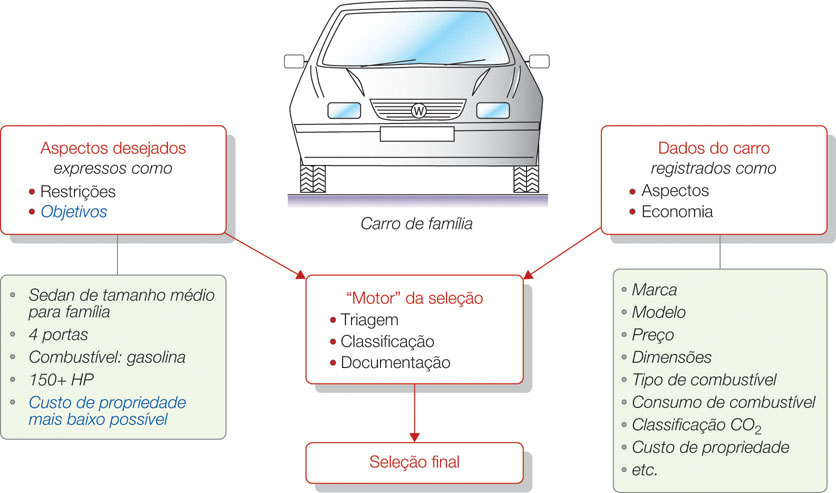 W
Aspectos desejados
expressos como
• Restrições
• Objetivos
Carro de família
Dados do carro
registrados como
• Aspectos
• Economia
• Sedan de tamanho médio
para família
• 4 portas
• Combustível: gasolina
• 150+ HP
• Custo de propriedade
mais baixo possível
“Motor” da seleção
• Triagem
• Classificação
• Documentação
Seleção final
• Marca
• Modelo
• Preço
• Dimensões
• Tipo de combustível
• Consumo de combustível
• Classificação CO₂
• Custo de propriedade
• etc.